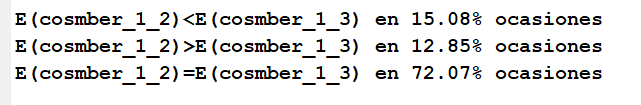 E(cosmber_1_2)<E(cosmber_1_3) en 15.08% ocasiones
E(cosmber_1_2)>E(cosmber_1_3) en 12.85% ocasiones
E(cosmber_1_2)=E(cosmber_1_3) en 72.07% ocasiones